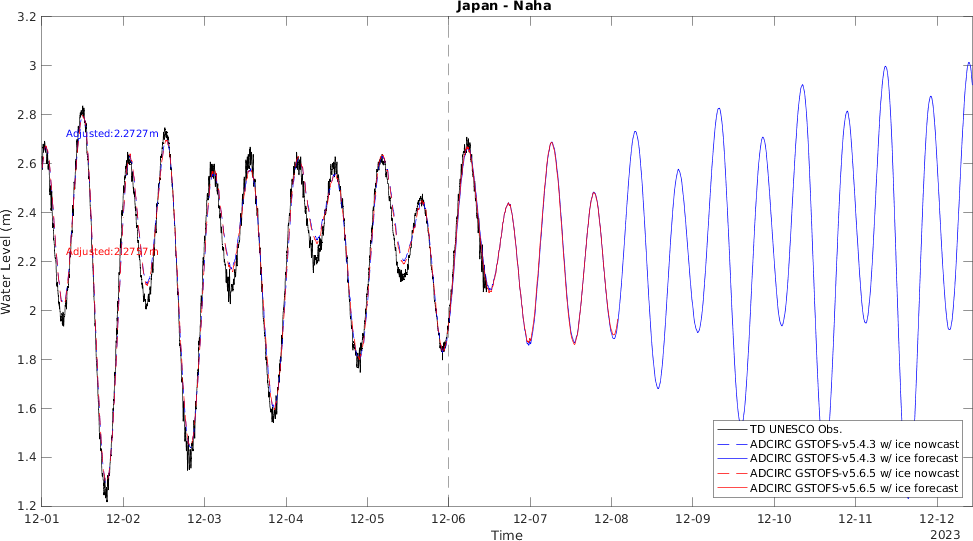 Japan - Naha
3.2
3
2.8
2.6
2.4
2.2
2
1.8
1.6
1.4
1.2
Water Level (m)
Adjusted:2.2727m
Adjusted:2.2757m
TD UNESCO Obs.
ADCIRC GSTOFS-v5.4.3 w/ ice nowcast
ADCIRC GSTOFS-v5.4.3 w/ ice forecast
ADCIRC GSTOFS-v5.6.5 w/ ice nowcast
ADCIRC GSTOFS-v5.6.5 w/ ice forecast
12-01 12-02 12-03 12-04 12-05 12-06 12-07 12-08 12-09 12-10 12-11 12-12
2023
Time